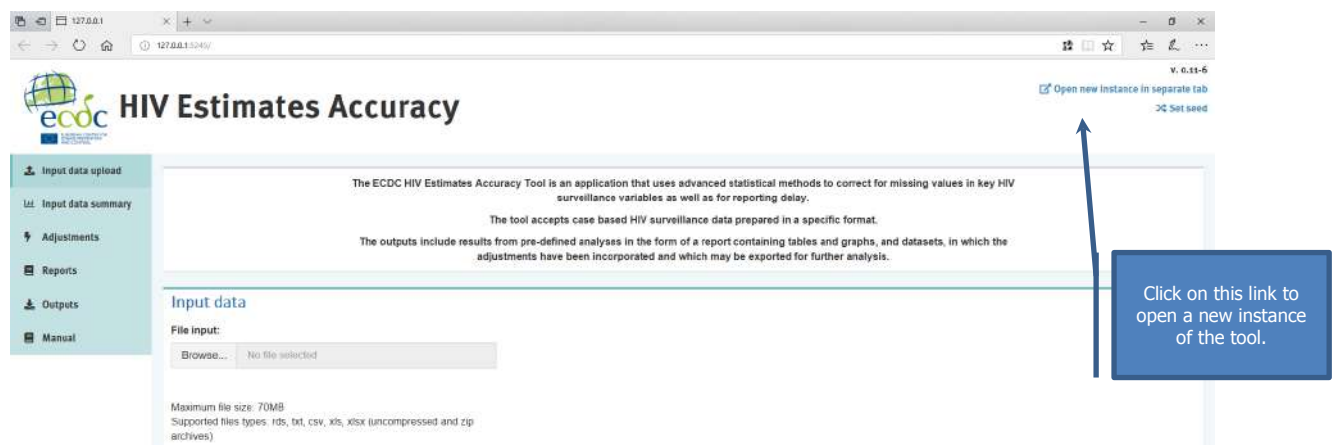 127.0.0.1
127.0.0.1:5245/
v. 0.11-6
Open new instance in separate tab
Set seed
ecdc
HIV Estimates Accuracy
Input data upload
Input data summary
Adjustments
Reports
Outputs
Manual
The ECDC HIV Estimates Accuracy Tool is an application that uses advanced statistical methods to correct for missing values in key HIV
surveillance variables as well as for reporting delay.
The tool accepts case based HIV surveillance data prepared in a specific format.
The outputs include results from pre-defined analyses in the form of a report containing tables and graphs, and datasets, in which the
adjustments have been incorporated and which may be exported for further analysis.
Input data
File input:
Browse...
No file selected
Maximum file size: 70MB
Supported files types: rds, txt, csv, xls, xlsx (uncompressed and zip
archives)
Click on this link to
open a new instance
of the tool.